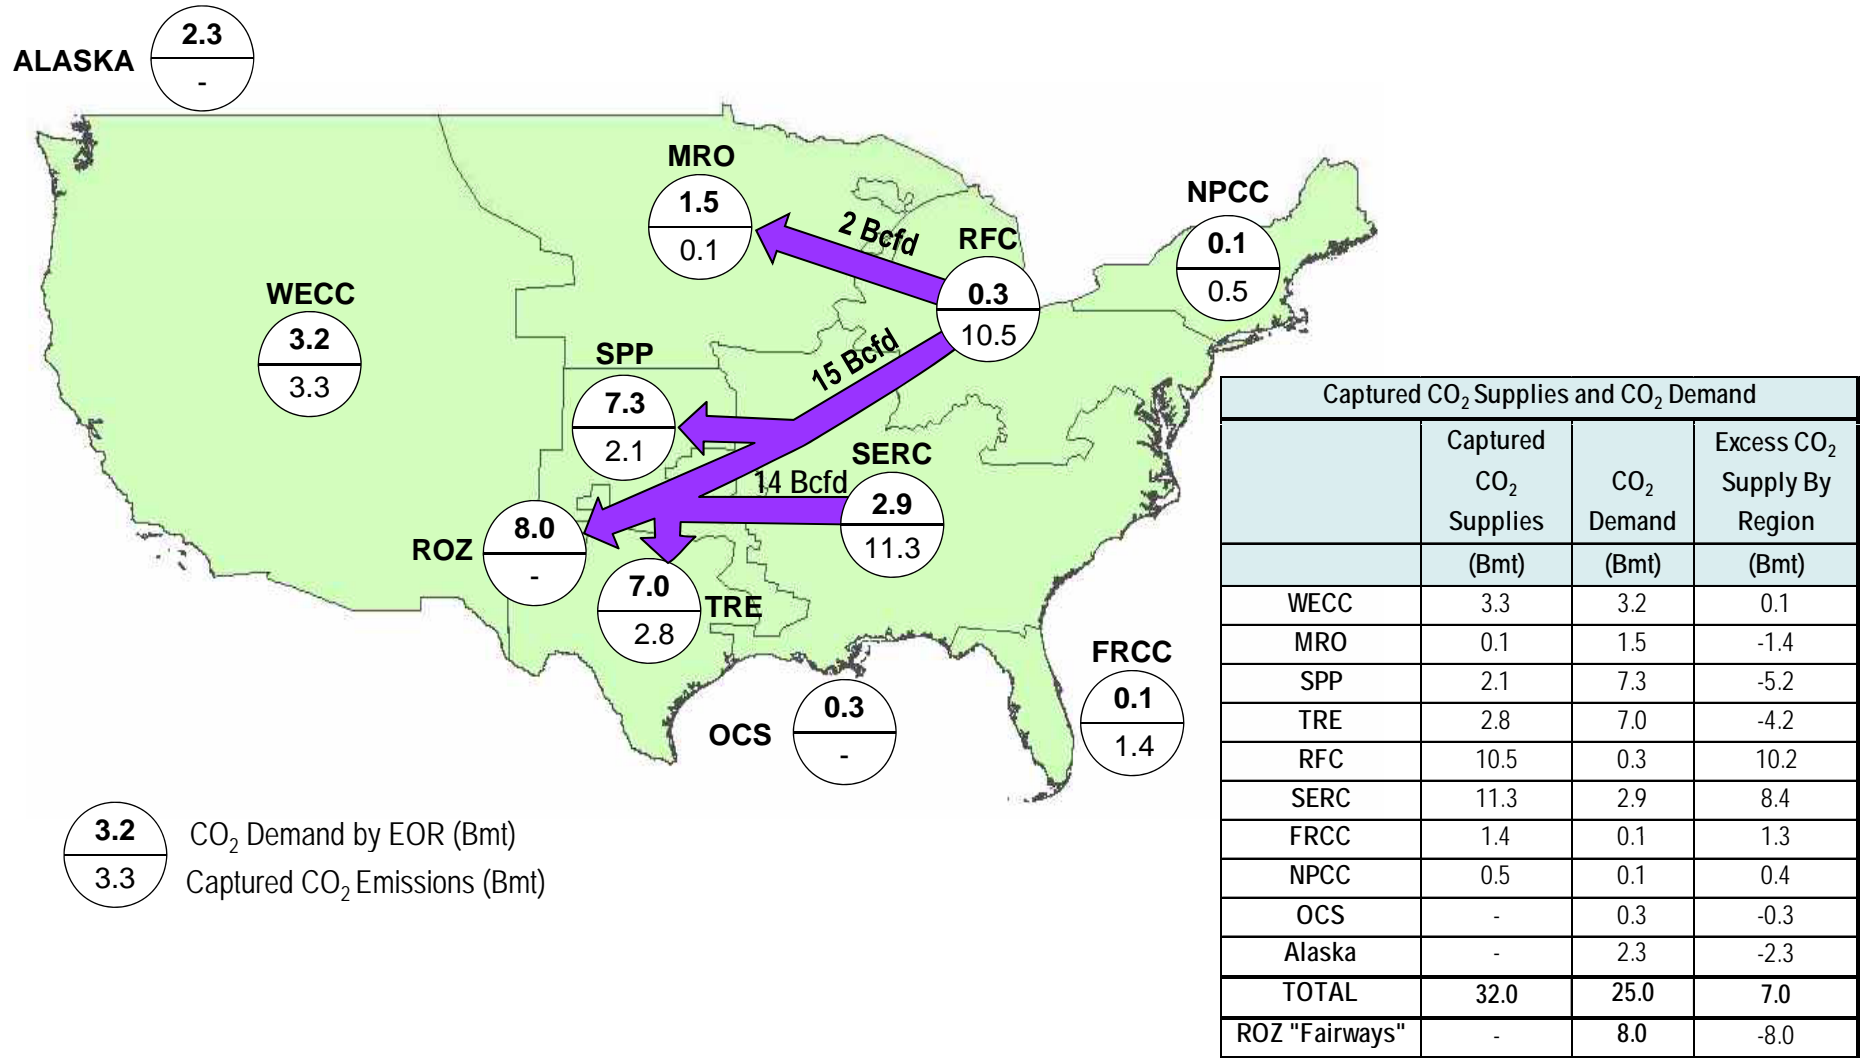 ALASKA
2.3
-
MRO
1.5
0.1
2 Bcfd
RFC
0.3
10.5
NPCC
0.1
0.5
WECC
3.2
3.3
15 Bcfd
SPP
7.3
2.1
SERC
14 Bcfd
2.9
11.3
ROZ
8.0
-
7.0
2.8
TRE
OCS
0.3
-
FRCC
0.1
1.4
3.2
3.3
CO2 Demand by EOR (Bmt)
Captured CO2 Emissions (Bmt)
Captured CO2 Supplies and CO2 Demand
Captured CO2 Supplies
CO2 Demand
Excess CO2 Supply By Region
(Bmt) (Bmt) (Bmt)
WECC 3.3 3.2 0.1
MRO 0.1 1.5 -1.4
SPP 2.1 7.3 -5.2
TRE 2.8 7.0 -4.2
RFC 10.5 0.3 10.2
SERC 11.3 2.9 8.4
FRCC 1.4 0.1 1.3
NPCC 0.5 0.1 0.4
OCS - 0.3 -0.3
Alaska - 2.3 -2.3
TOTAL 32.0 25.0 7.0
ROZ "Fairways" - 8.0 -8.0